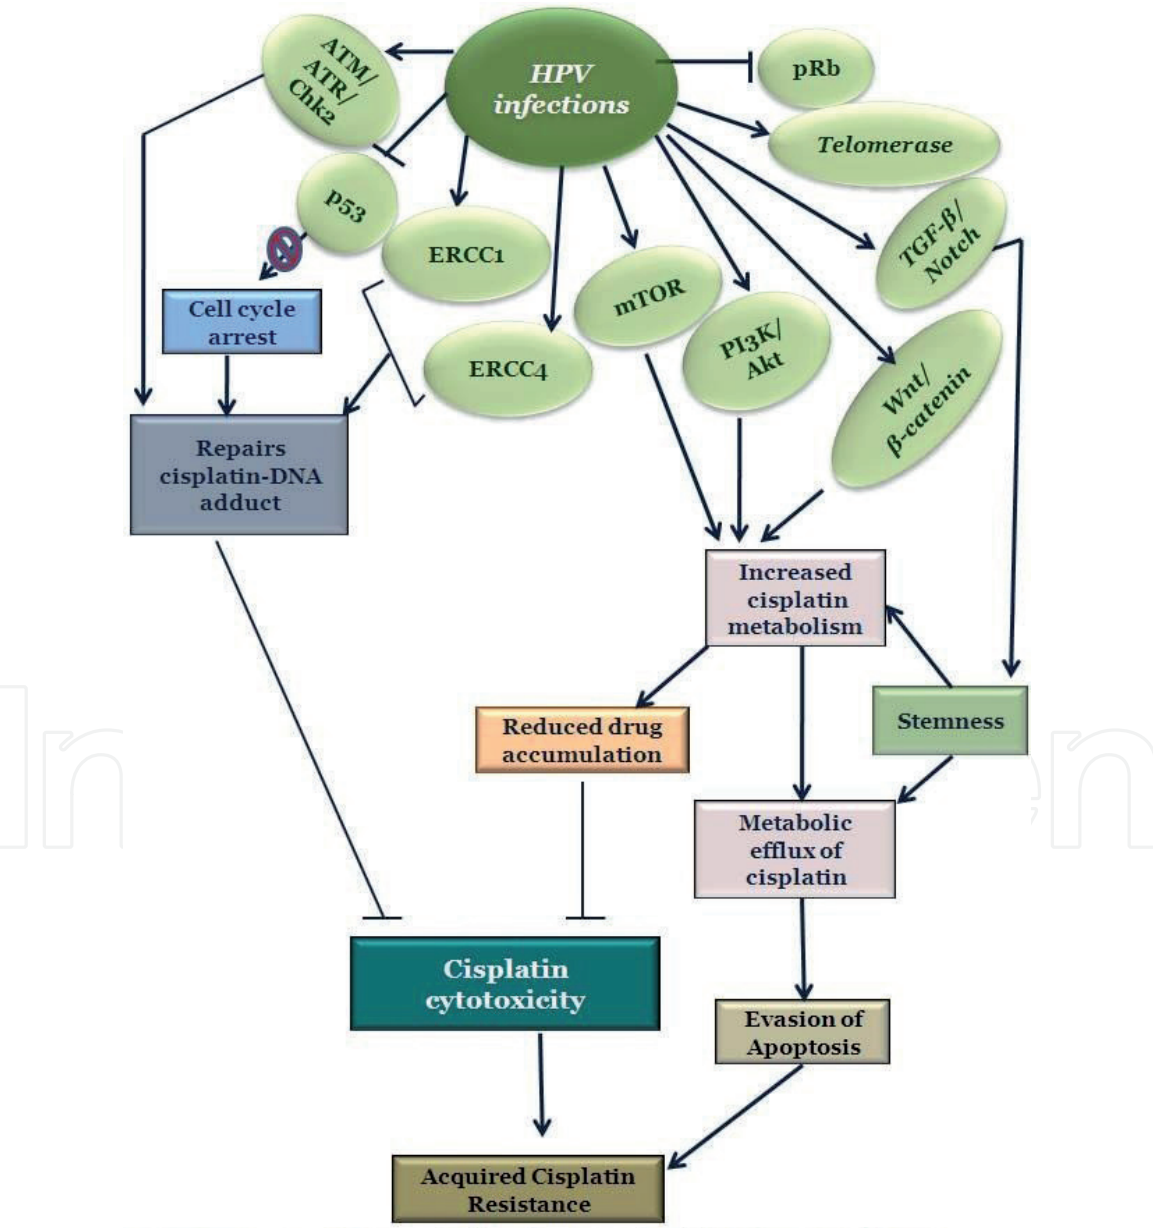 HPV
infections
ATM/
ATR/
Chk2
pRb
Telomerase
p53
TGF-β/
Notch
ERCC1
mTOR
Cell cycle
arrest
PI3K/
Akt
ERCC4
Wnt/
β-catenin
Repairs
cisplatin-DNA
adduct
Increased
cisplatin
metabolism
Stemness
Reduced drug
accumulation
Metabolic
efflux of
cisplatin
Cisplatin
cytotoxicity
Evasion of
Apoptosis
Acquired Cisplatin
Resistance